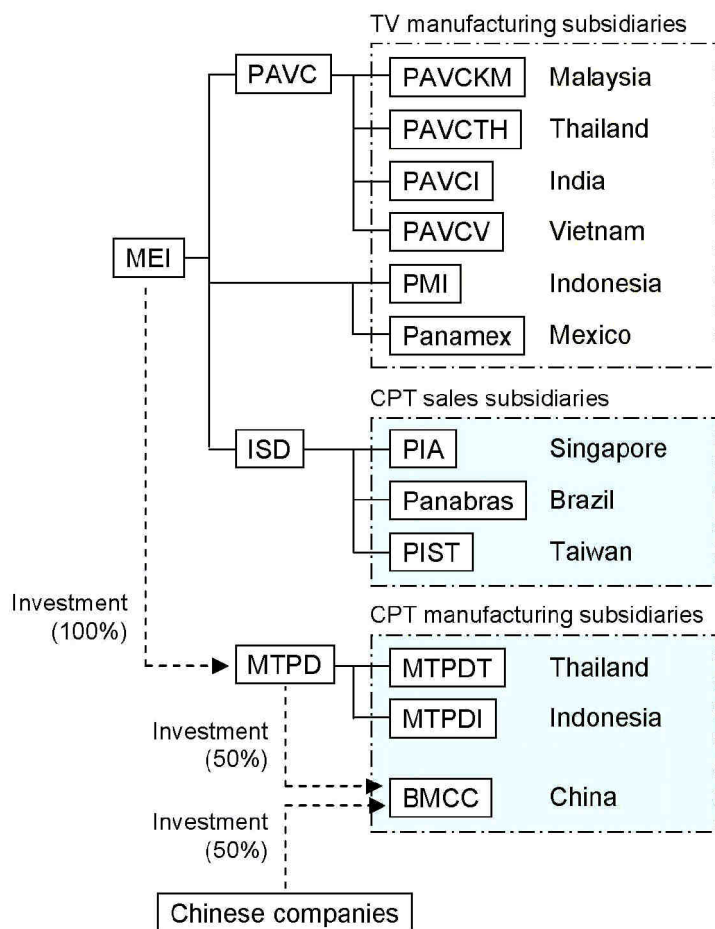 TV manufacturing subsidiaries
PAVC
PAVCKM Malaysia
PAVCTH Thailand
PAVCI India
PAVCV Vietnam
MEI
PMI Indonesia
Panamex Mexico
CPT sales subsidiaries
ISD
PIA Singapore
Panabras Brazil
PIST Taiwan
Investment
(100%)
CPT manufacturing subsidiaries
MTPD
MTPDT Thailand
MTPDI Indonesia
Investment
(50%)
BMCC China
Investment
(50%)
Chinese companies